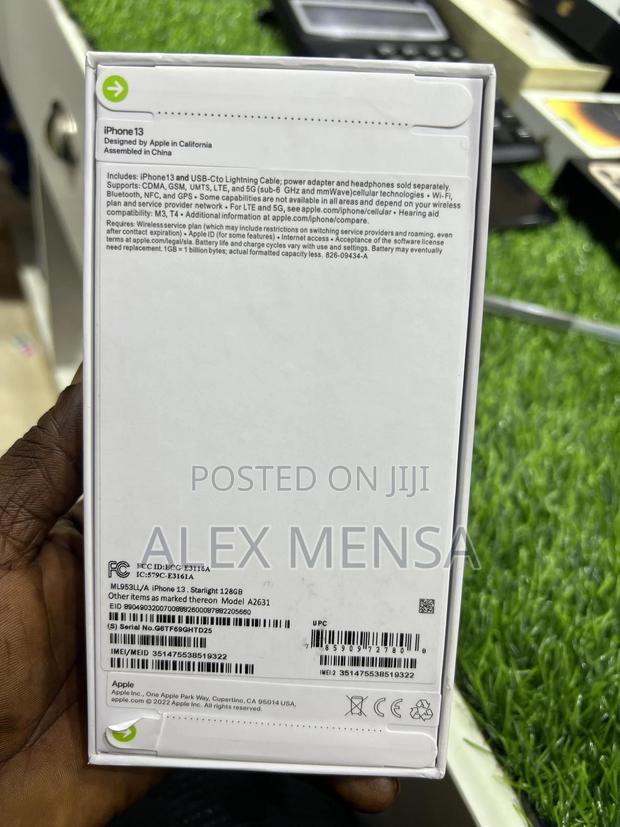 iPhone 13
Designed by Apple in California
Assembled in China
Includes: iPhone13 and USB-Cto Lightning Cable; power adapter and headphones sold separately.
Supports: CDMA, GSM, UMTS, LTE, and 5G (sub-6 GHz and mmWave)cellular technologies • Wi-Fi,
Bluetooth, NFC, and GPS • Some capabilities are not available in all areas and depend on your wireless
plan and service provider network • For LTE and 5G, see apple.com/iphone/cellular • Hearing aid
compatibility: M3, T4 • Additional information at apple.com/iphone/compare.
Requires: Wirelessservice plan (which may include restrictions on switching service providers and roaming, even
after contract expiration) • Apple ID (for some features) • Internet access • Acceptance of the software license
terms at apple.com/legal/sla. Battery life and charge cycles vary with use and settings. Battery may eventually
need replacement. 1GB = 1 billion bytes; actual formatted capacity less. 826-09434-A
POSTED ON JIJI
ALEX MENSA
FCC ID:BCG-E3118A
IC:579C-E3161A
ML953LL/A iPhone 13 . Starlight 128GB
Other items as marked thereon Model A2631
EID 89049032007008892600087882205660
(S) Serial No.G6TF69GHTD25
UPC
7 85909 72780 0
IMEI/MEID 351475538519322
IMEI2 351475538519322
Apple
Apple Inc., One Apple Park Way, Cupertino, CA 95014 USA.
apple.com © 2022 Apple Inc. All rights reserved.
CE